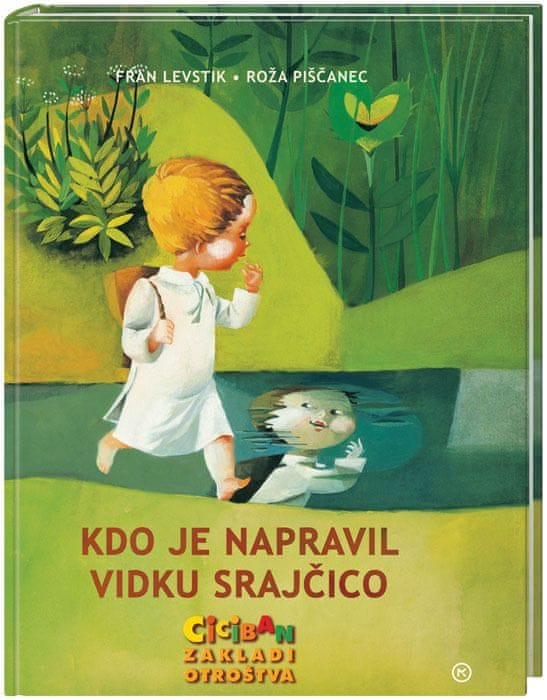 FRAN LEVSTIK • ROŽA PIŠČANEC
KDO JE NAPRAVIL
VIDKU SRAJČICO
CICIBAN
ZAKLADI
OTROŠTVA